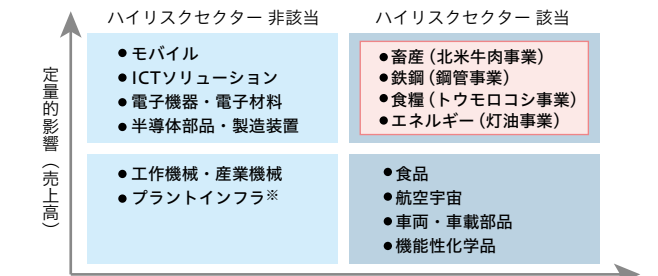 ハイリスクセクター 非該当
ハイリスクセクター 該当
定量的影響（売上高）
●モバイル
●ICTソリューション
●電子機器・電子材料
●半導体部品・製造装置
●畜産（北米牛肉事業）
●鉄鋼（鋼管事業）
●食糧（トウモロコシ事業）
●エネルギー（灯油事業）
●工作機械・産業機械
●プラントインフラ※
●食品
●航空宇宙
●車両・車載部品
●機能性化学品